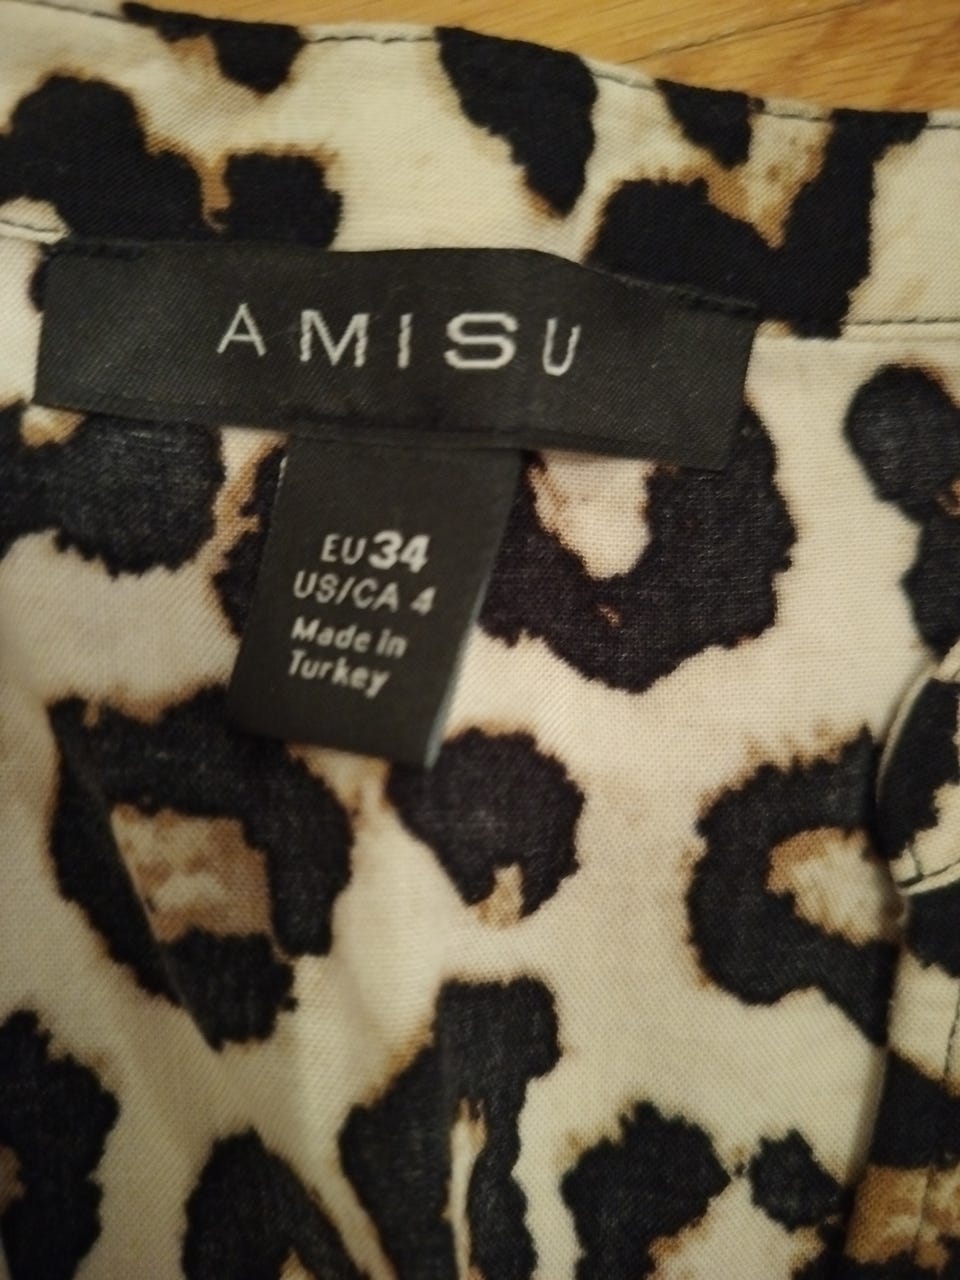 AMISU
EU 34
US/CA 4
Made in
Turkey